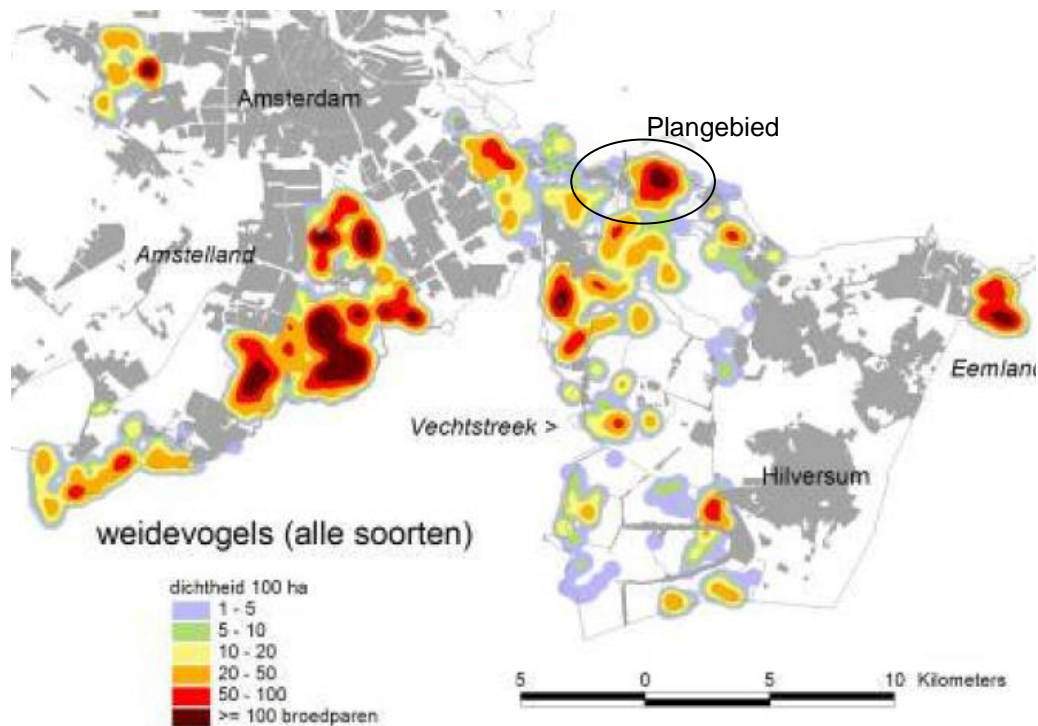 Amsterdam
Plangebied
Amstelland
Eemland
Vechtstreek >
Hilversum
weidevogels (alle soorten)
dichtheid 100 ha
1 - 5
5 - 10
10 - 20
20 - 50
50 - 100
>= 100 broedparen
5 0 5 10 Kilometers